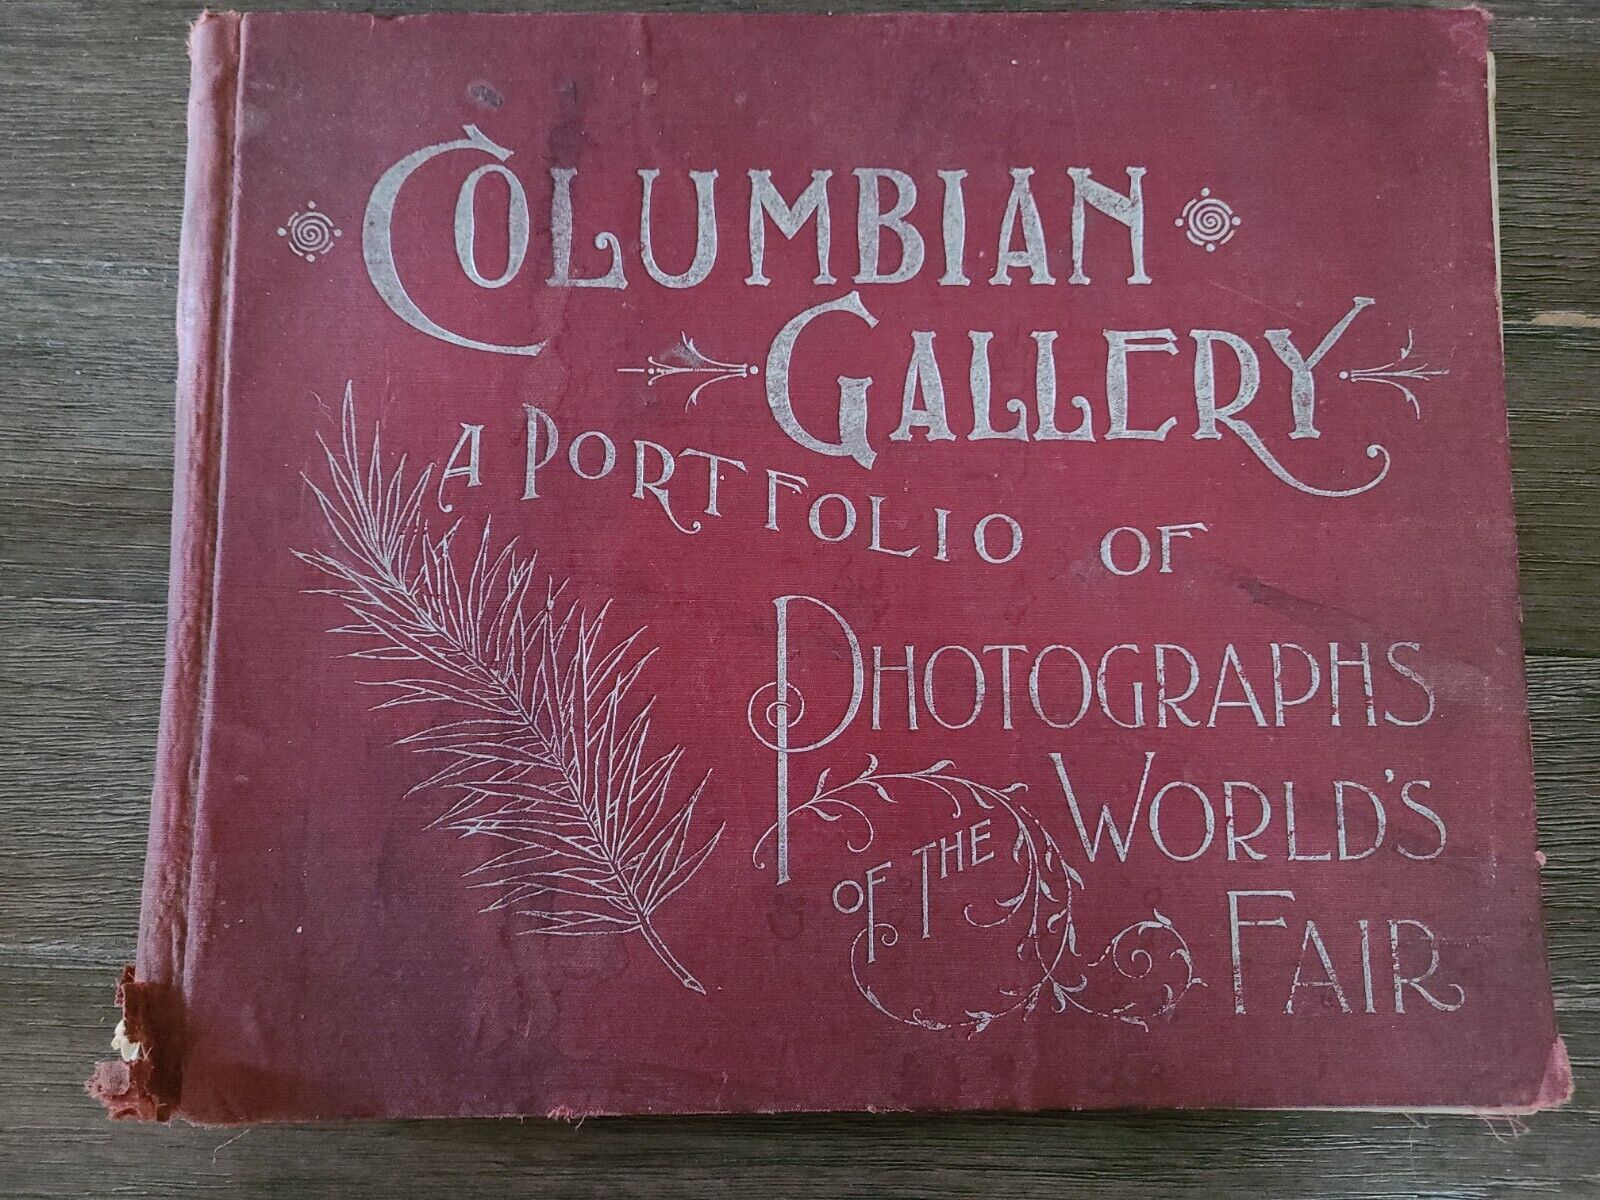 COLUMBIAN
GALLERY
A PORTFOLIO OF
PHOTOGRAPHS
OF THE WORLD'S
FAIR